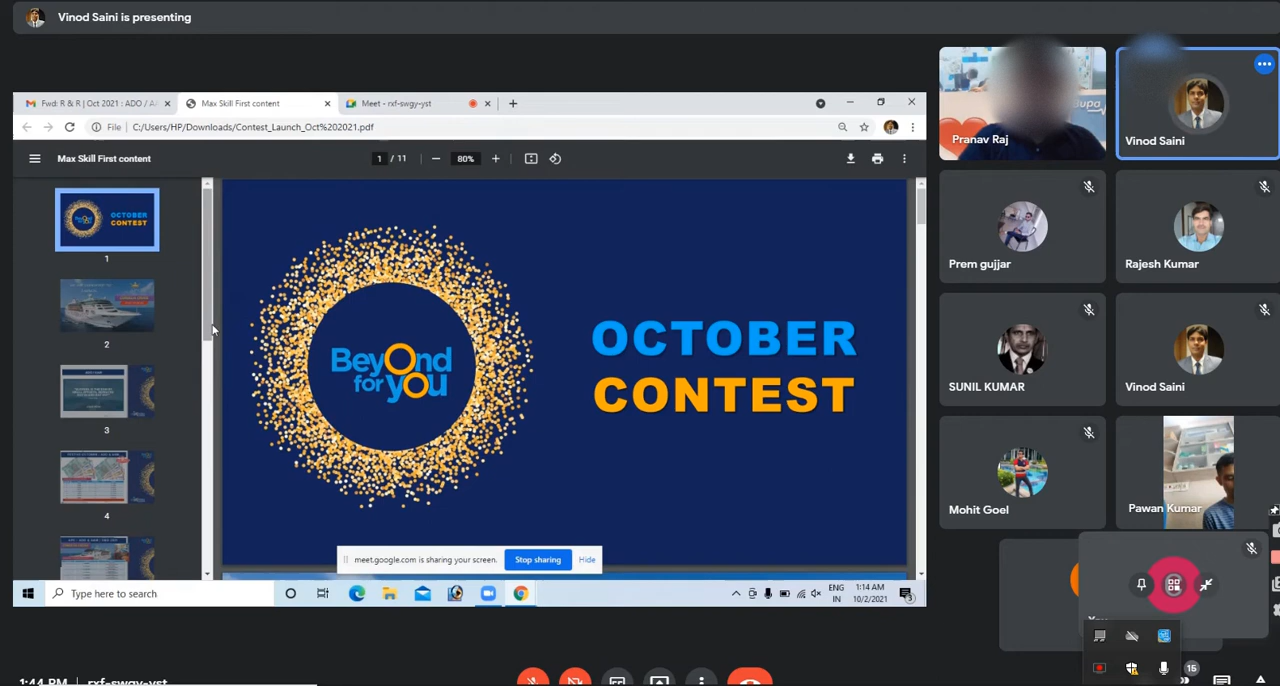 Vinod Saini is presenting
Fwd: R & R | Oct 2021 : ADO / A
Max Skill First content
Meet - rxf-swgy-yst
File
C:/Users/HP/Downloads/Contest_Launch_Oct%202021.pdf
Max Skill First content
1 / 11
80%
OCTOBER
CONTEST
1
2
3
4
Beyond
for you
OCTOBER
CONTEST
meet.google.com is sharing your screen.
Stop sharing
Hide
Type here to search
ENG
IN
1:14 AM
10/2/2021
3
Pranav Raj
Vinod Saini
Prem gujjar
Rajesh Kumar
SUNIL KUMAR
Vinod Saini
Mohit Goel
Pawan Kumar
15
1:44 PM
rxf-swgy-yst